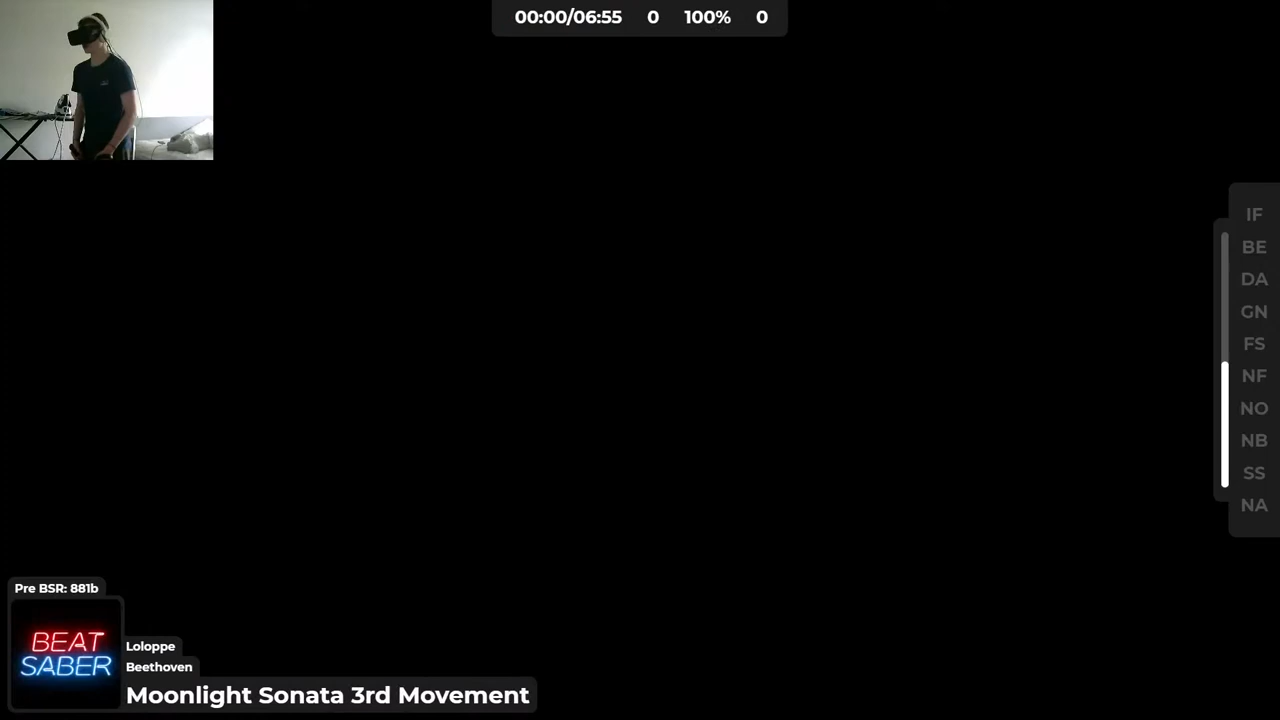 00:00/06:55 0 100% 0
IF
BE
DA
GN
FS
NF
NO
NB
SS
NA
Pre BSR: 881b
BEAT
SABER
Loloppe
Beethoven
Moonlight Sonata 3rd Movement